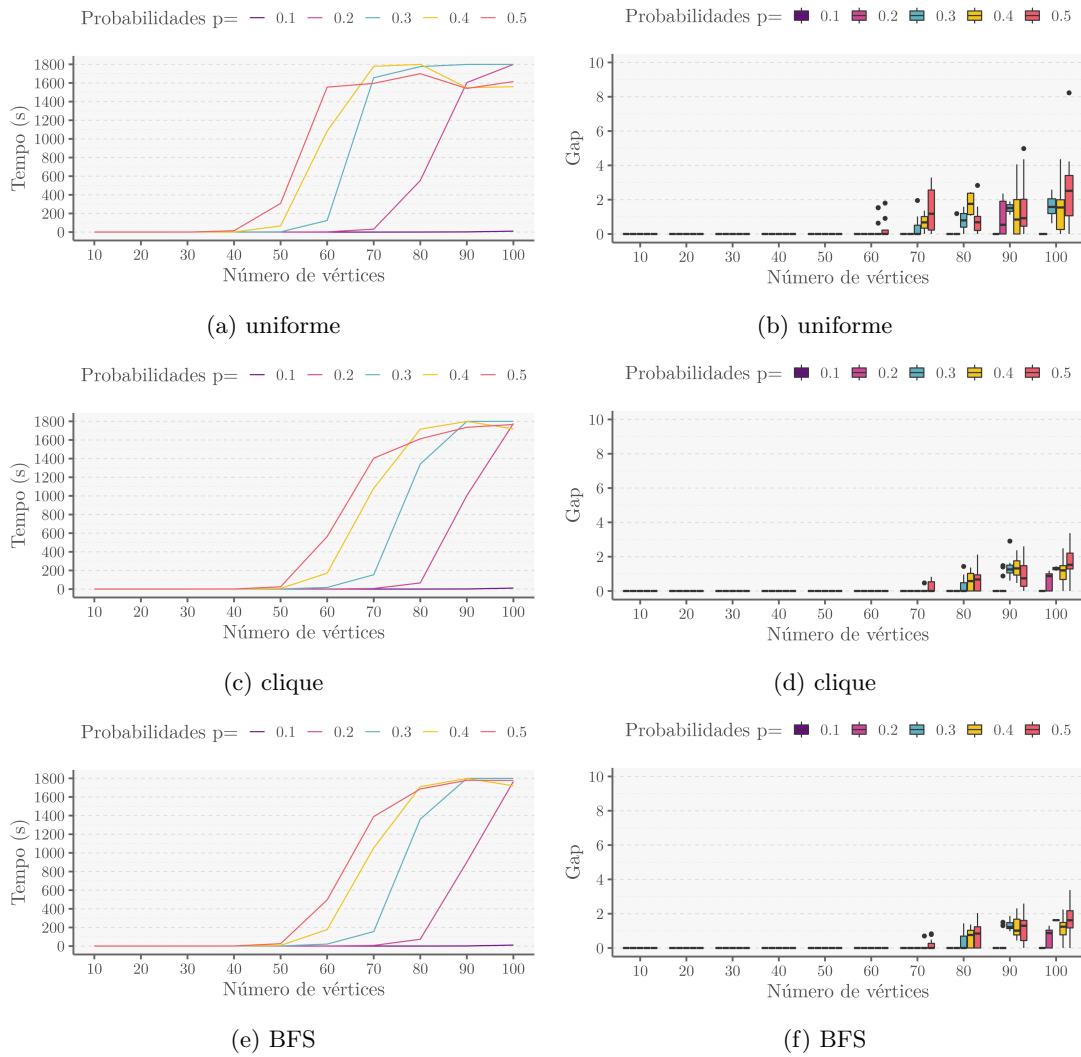 Probabilidades p= 0.1 0.2 0.3 0.4 0.5
Tempo (s)
1800
1600
1400
1200
1000
800
600
400
200
0
10 20 30 40 50 60 70 80 90 100
Número de vértices
(a) uniforme
Probabilidades p= 0.1 0.2 0.3 0.4 0.5
Gap
10
8
6
4
2
0
10 20 30 40 50 60 70 80 90 100
Número de vértices
(b) uniforme
Probabilidades p= 0.1 0.2 0.3 0.4 0.5
Tempo (s)
1800
1600
1400
1200
1000
800
600
400
200
0
10 20 30 40 50 60 70 80 90 100
Número de vértices
(c) clique
Probabilidades p= 0.1 0.2 0.3 0.4 0.5
Gap
10
8
6
4
2
0
10 20 30 40 50 60 70 80 90 100
Número de vértices
(d) clique
Probabilidades p= 0.1 0.2 0.3 0.4 0.5
Tempo (s)
1800
1600
1400
1200
1000
800
600
400
200
0
10 20 30 40 50 60 70 80 90 100
Número de vértices
(e) BFS
Probabilidades p= 0.1 0.2 0.3 0.4 0.5
Gap
10
8
6
4
2
0
10 20 30 40 50 60 70 80 90 100
Número de vértices
(f) BFS